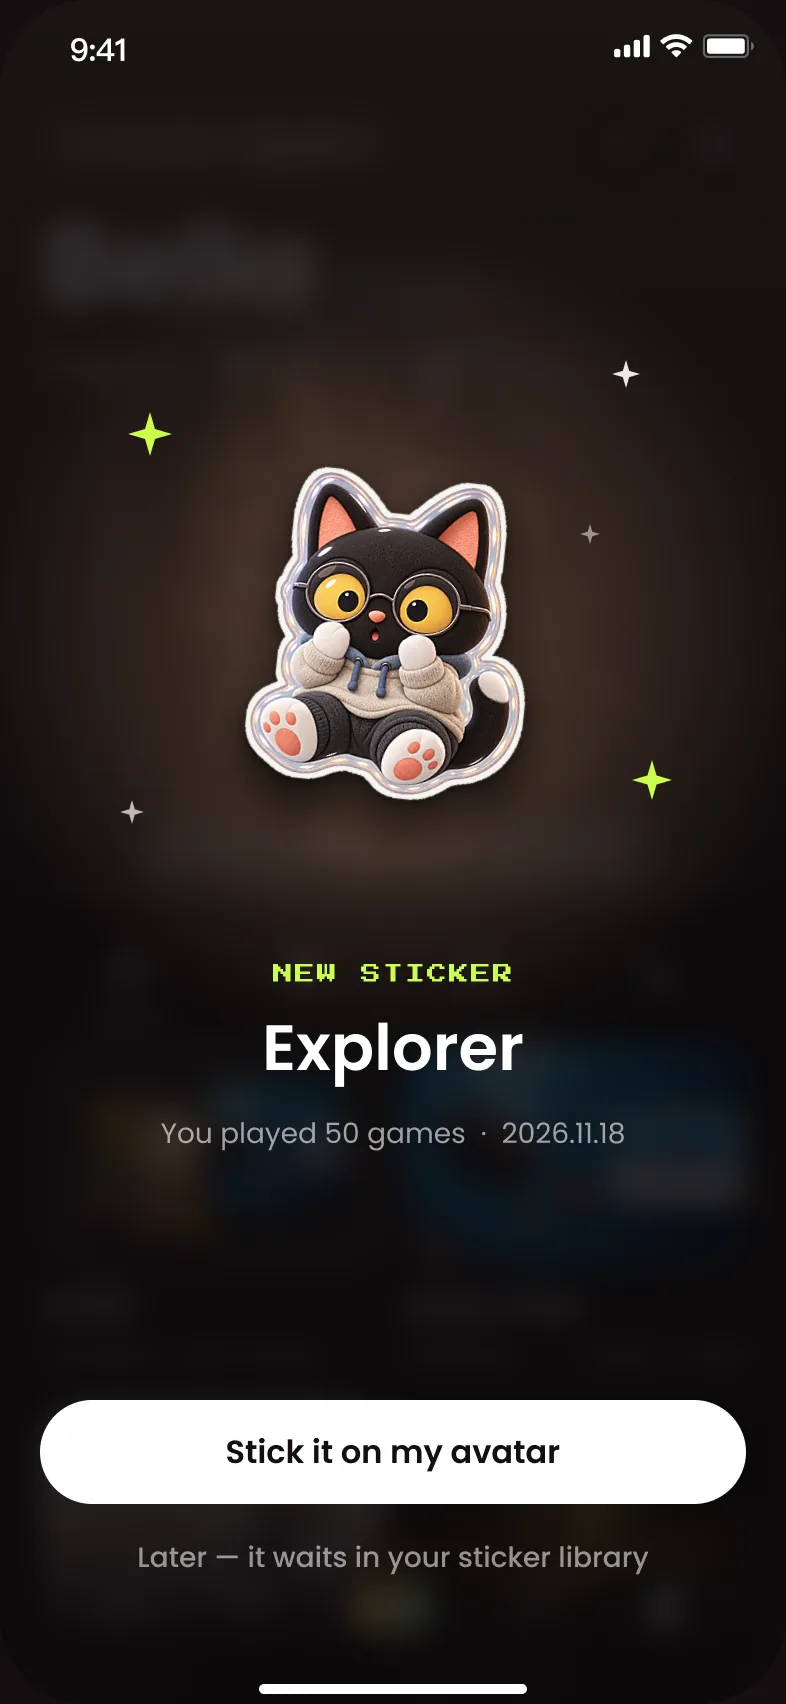 9:41
NEW STICKER
Explorer
You played 50 games · 2026.11.18
Stick it on my avatar
Later — it waits in your sticker library